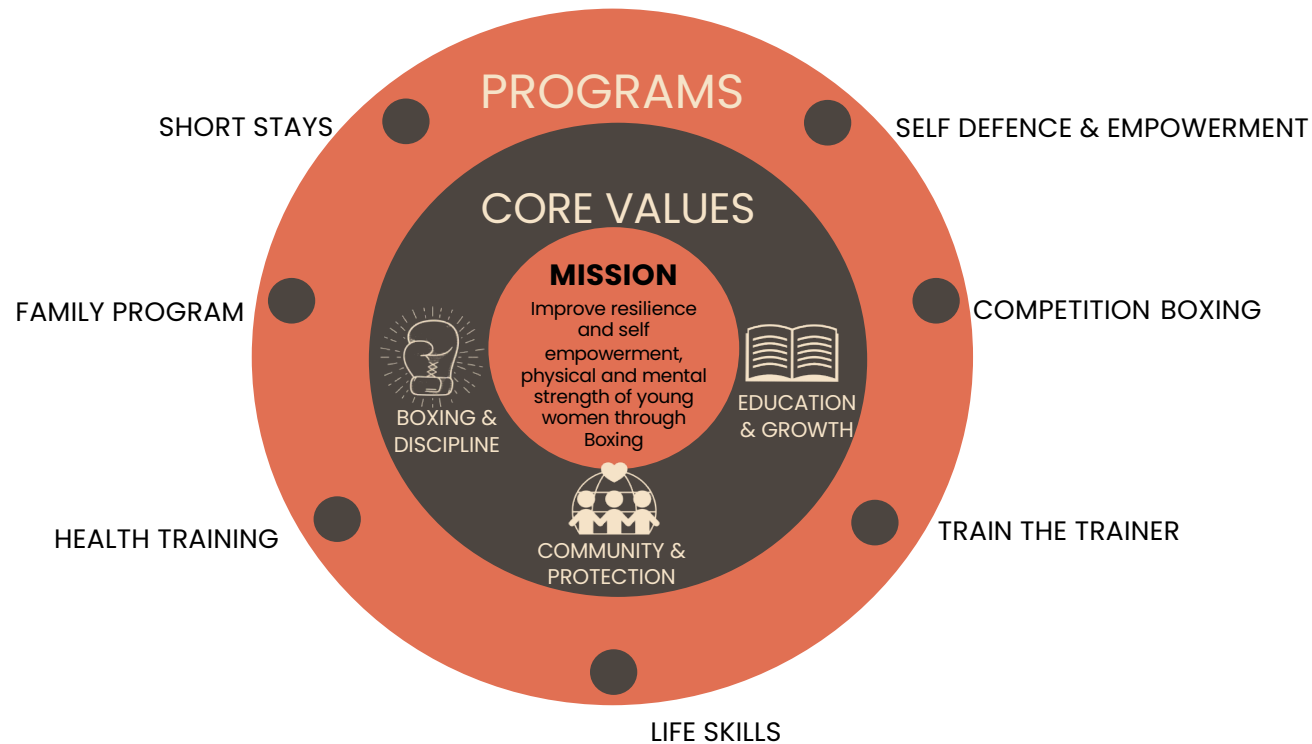 PROGRAMS
SHORT STAYS
SELF DEFENCE & EMPOWERMENT
CORE VALUES
MISSION
Improve resilience
and self
empowerment,
physical and mental
strength of young
women through
Boxing
FAMILY PROGRAM
COMPETITION BOXING
BOXING &
DISCIPLINE
EDUCATION
& GROWTH
COMMUNITY &
PROTECTION
HEALTH TRAINING
TRAIN THE TRAINER
LIFE SKILLS